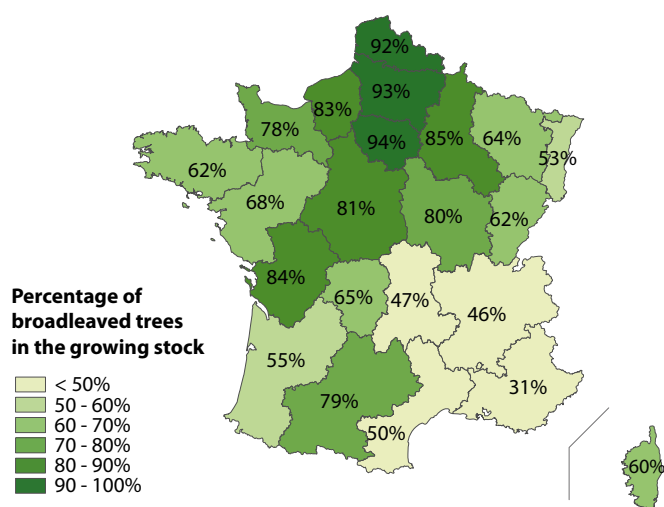 92%
93%
83%
78%
94%
85%
64%
53%
62%
68%
81%
80%
62%
84%
65%
47%
46%
55%
79%
50%
31%
60%
Percentage of
broadleaved trees
in the growing stock
< 50%
50 - 60%
60 - 70%
70 - 80%
80 - 90%
90 - 100%